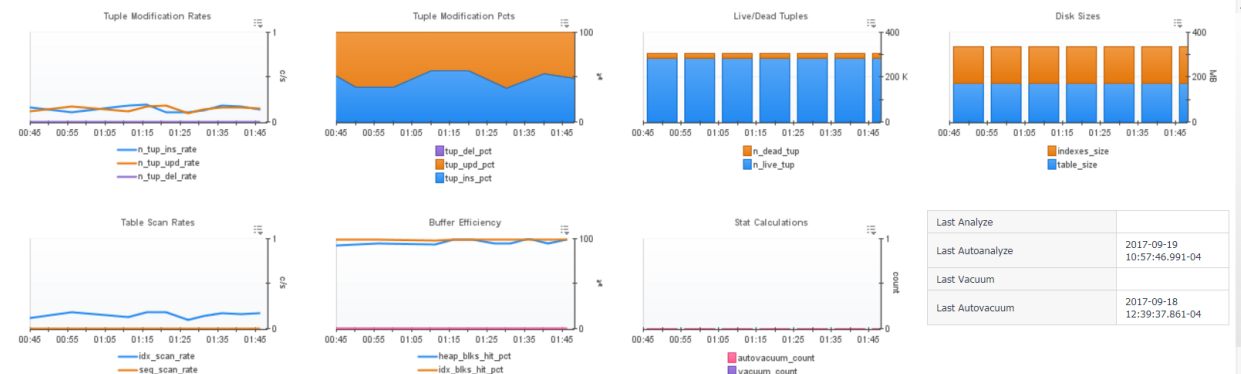 Tuple Modification Rates
1
c/s
0
00:45 00:55 01:05 01:15 01:25 01:35 01:45
n_tup_ins_rate
n_tup_upd_rate
n_tup_del_rate
Tuple Modification Pcts
100
0
00:45 00:55 01:05 01:15 01:25 01:35 01:45
tup_del_pct
tup_upd_pct
tup_ins_pct
Live/Dead Tuples
400
200 K
0
00:45 00:55 01:05 01:15 01:25 01:35 01:45
n_dead_tup
n_live_tup
Disk Sizes
400
200
MB
0
00:45 00:55 01:05 01:15 01:25 01:35 01:45
indexes_size
table_size
Table Scan Rates
1
c/s
0
00:45 00:55 01:05 01:15 01:25 01:35 01:45
idx_scan_rate
seq_scan_rate
Buffer Efficiency
100
0
00:45 00:55 01:05 01:15 01:25 01:35 01:45
heap_blks_hit_pct
idx_blks_hit_pct
Stat Calculations
1
count
0
00:45 00:55 01:05 01:15 01:25 01:35 01:45
autovacuum_count
vacuum_count
Last Analyze
Last Autoanalyze
2017-09-19
10:57:46.991-04
Last Vacuum
Last Autovacuum
2017-09-18
12:39:37.861-04